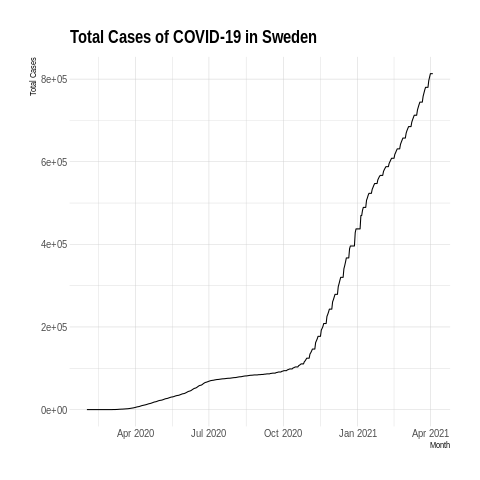 Total Cases of COVID-19 in Sweden
Total Cases
8e+05
6e+05
4e+05
2e+05
0e+00
Apr 2020 Jul 2020 Oct 2020 Jan 2021 Apr 2021
Month